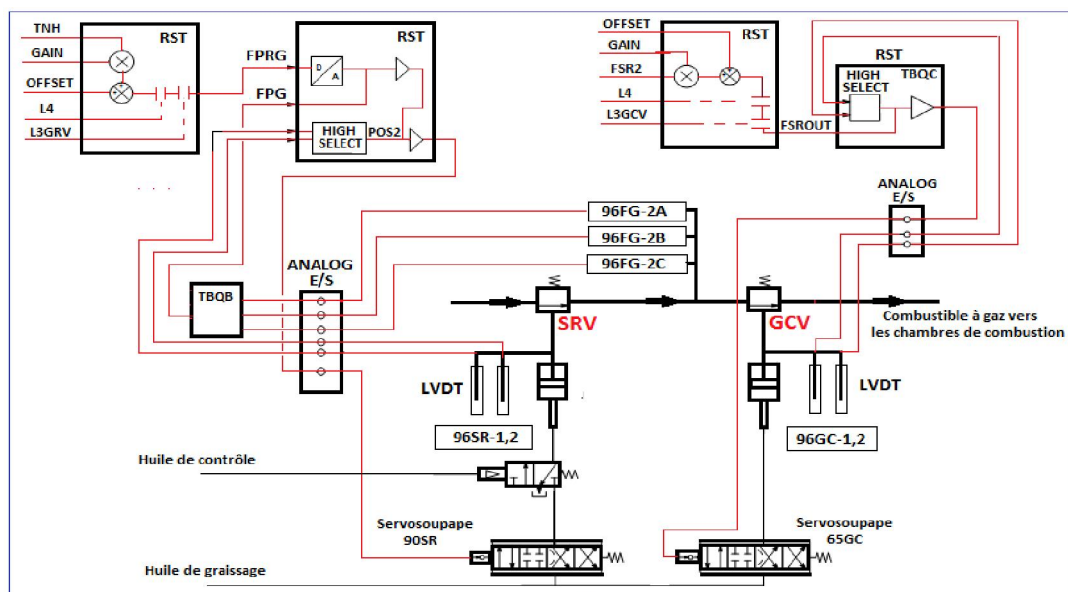 TNH
RST
GAIN
OFFSET
L4
L3GRV
FPRG
FPG
RST
D
A
HIGH
SELECT
POS2
OFFSET
GAIN
RST
FSR2
L4
L3GCV
FSROUT
RST
HIGH
SELECT
TBQC
ANALOG
E/S
96FG-2A
96FG-2B
96FG-2C
ANALOG
E/S
TBQB
SRV
GCV
Combustible à gaz vers
les chambres de combustion
LVDT
LVDT
96SR-1,2
96GC-1,2
Huile de contrôle
Servosoupape
90SR
Servosoupape
65GC
Huile de graissage